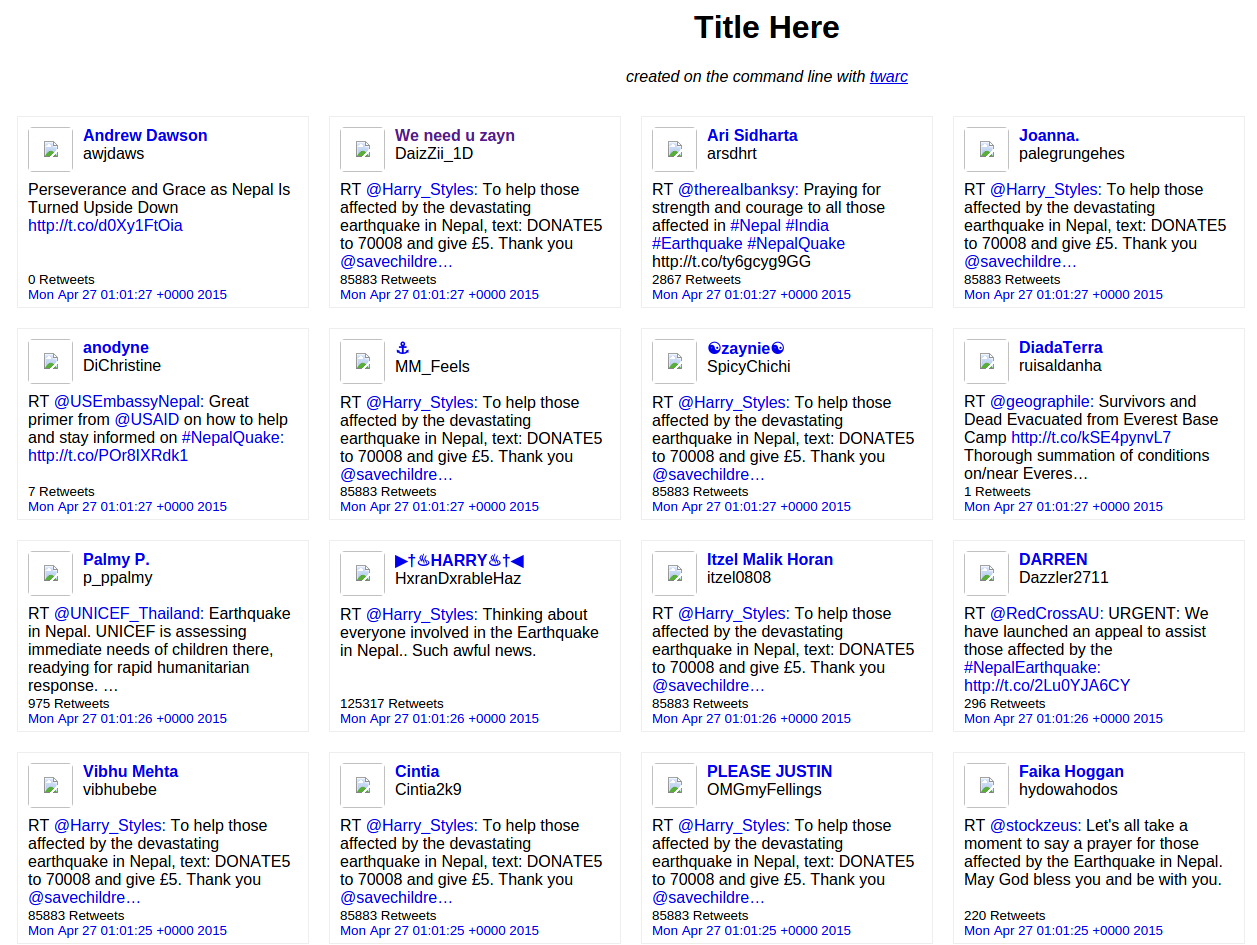 Title Here
created on the command line with twarc
Andrew Dawson
awjdaws
Perseverance and Grace as Nepal Is
Turned Upside Down
http://t.co/d0Xy1FtOia
0 Retweets
Mon Apr 27 01:01:27 +0000 2015
We need u zayn
DaizZii_1D
RT @Harry_Styles: To help those
affected by the devastating
earthquake in Nepal, text: DONATE5
to 70008 and give £5. Thank you
@savechildre…
85883 Retweets
Mon Apr 27 01:01:27 +0000 2015
Ari Sidharta
arsdhrt
RT @therealbanksy: Praying for
strength and courage to all those
affected in #Nepal #India
#Earthquake #NepalQuake
http://t.co/ty6gcyg9GG
2867 Retweets
Mon Apr 27 01:01:27 +0000 2015
Joanna.
palegrungehes
RT @Harry_Styles: To help those
affected by the devastating
earthquake in Nepal, text: DONATE5
to 70008 and give £5. Thank you
@savechildre…
85883 Retweets
Mon Apr 27 01:01:27 +0000 2015
anodyne
DiChristine
RT @USEmbassyNepal: Great
primer from @USAID on how to help
and stay informed on #NepalQuake:
http://t.co/POr8IXRdk1
7 Retweets
Mon Apr 27 01:01:27 +0000 2015
⚓
MM_Feels
RT @Harry_Styles: To help those
affected by the devastating
earthquake in Nepal, text: DONATE5
to 70008 and give £5. Thank you
@savechildre…
85883 Retweets
Mon Apr 27 01:01:27 +0000 2015
☯zaynie☯
SpicyChichi
RT @Harry_Styles: To help those
affected by the devastating
earthquake in Nepal, text: DONATE5
to 70008 and give £5. Thank you
@savechildre…
85883 Retweets
Mon Apr 27 01:01:27 +0000 2015
DiadaTerra
ruisaldanha
RT @geographile: Survivors and
Dead Evacuated from Everest Base
Camp http://t.co/kSE4pynvL7
Thorough summation of conditions
on/near Everes…
1 Retweets
Mon Apr 27 01:01:27 +0000 2015
Palmy P.
p_ppalmy
RT @UNICEF_Thailand: Earthquake
in Nepal. UNICEF is assessing
immediate needs of children there,
readying for rapid humanitarian
response. …
975 Retweets
Mon Apr 27 01:01:26 +0000 2015
▶†♨HARRY♨†◀
HxranDxrableHaz
RT @Harry_Styles: Thinking about
everyone involved in the Earthquake
in Nepal.. Such awful news.
125317 Retweets
Mon Apr 27 01:01:26 +0000 2015
Itzel Malik Horan
itzel0808
RT @Harry_Styles: To help those
affected by the devastating
earthquake in Nepal, text: DONATE5
to 70008 and give £5. Thank you
@savechildre…
85883 Retweets
Mon Apr 27 01:01:26 +0000 2015
DARREN
Dazzler2711
RT @RedCrossAU: URGENT: We
have launched an appeal to assist
those affected by the
#NepalEarthquake:
http://t.co/2Lu0YJA6CY
296 Retweets
Mon Apr 27 01:01:26 +0000 2015
Vibhu Mehta
vibhubebe
RT @Harry_Styles: To help those
affected by the devastating
earthquake in Nepal, text: DONATE5
to 70008 and give £5. Thank you
@savechildre…
85883 Retweets
Mon Apr 27 01:01:25 +0000 2015
Cintia
Cintia2k9
RT @Harry_Styles: To help those
affected by the devastating
earthquake in Nepal, text: DONATE5
to 70008 and give £5. Thank you
@savechildre…
85883 Retweets
Mon Apr 27 01:01:25 +0000 2015
PLEASE JUSTIN
OMGmyFellings
RT @Harry_Styles: To help those
affected by the devastating
earthquake in Nepal, text: DONATE5
to 70008 and give £5. Thank you
@savechildre…
85883 Retweets
Mon Apr 27 01:01:25 +0000 2015
Faika Hoggan
hydowahodos
RT @stockzeus: Let's all take a
moment to say a prayer for those
affected by the Earthquake in Nepal.
May God bless you and be with you.
220 Retweets
Mon Apr 27 01:01:25 +0000 2015